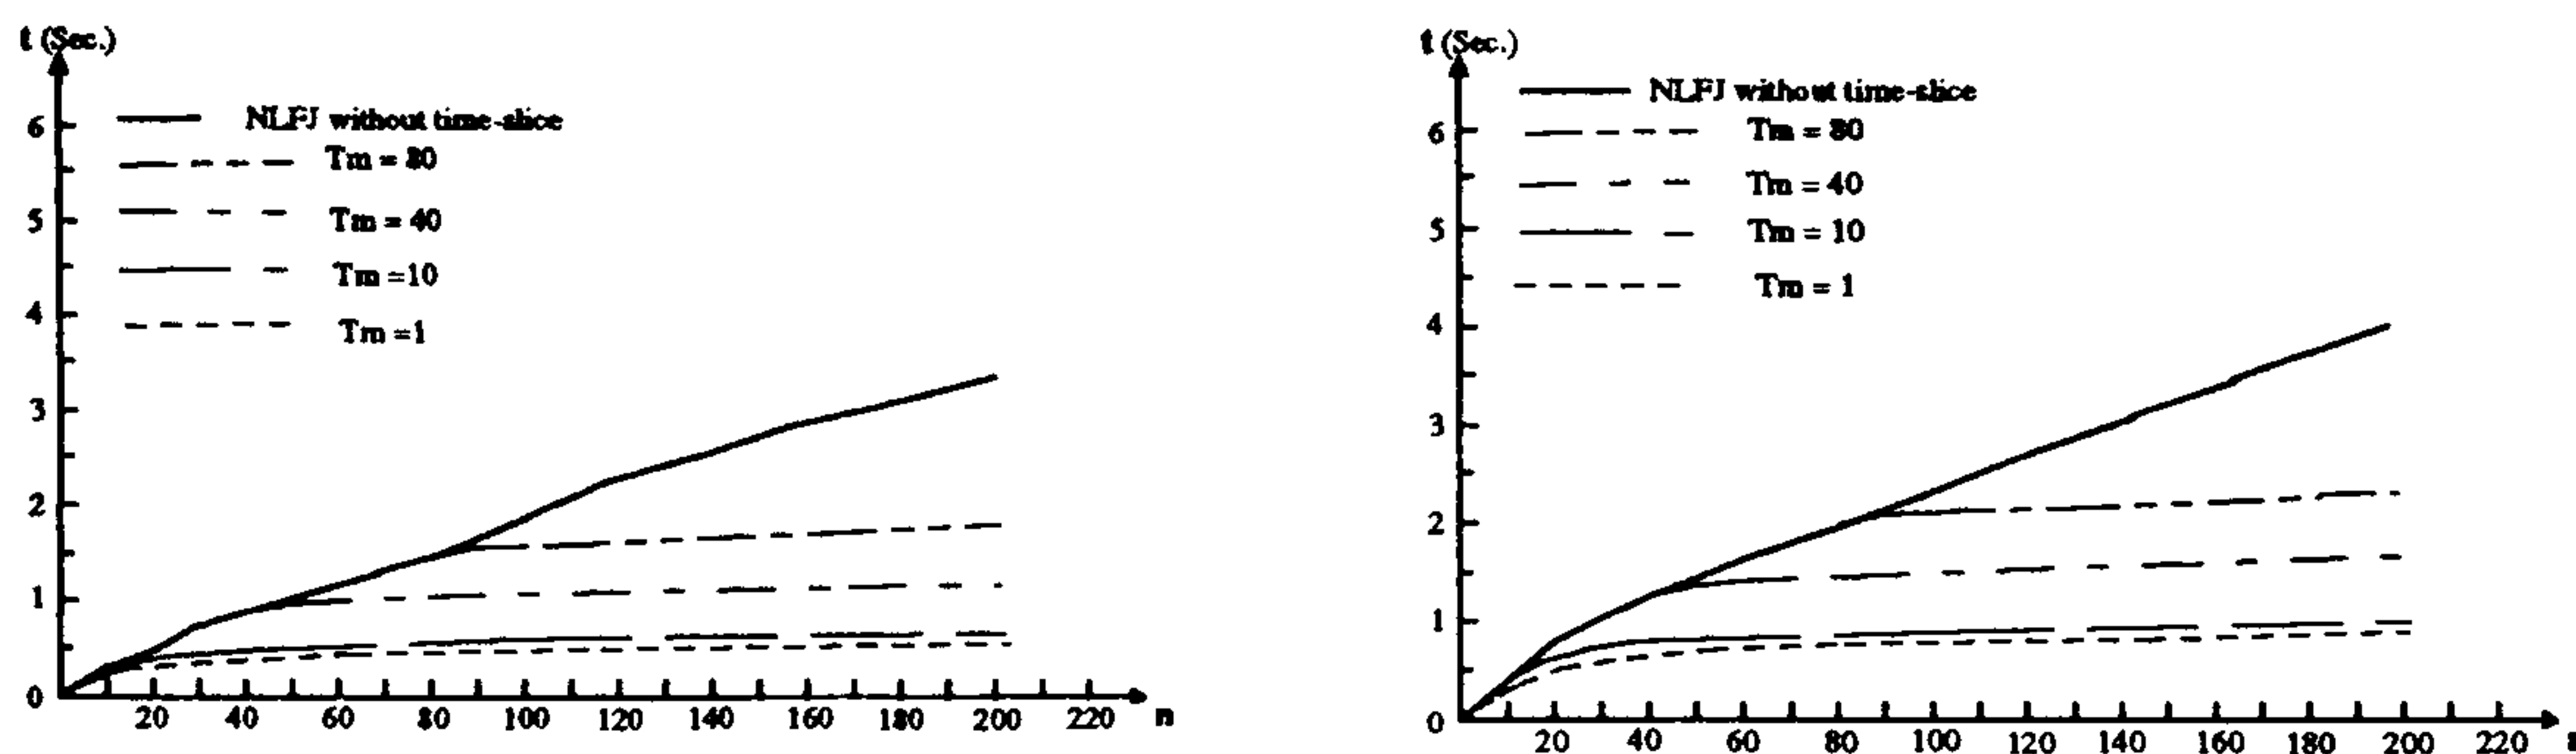 t (Sec.)
NLFJ without time-slice
Tm = 80
Tm = 40
Tm =10
Tm =1
6
5
4
3
2
1
0
20 40 60 80 100 120 140 160 180 200 220 n
t (Sec.)
NLFJ without time-slice
Tm = 80
Tm = 40
Tm = 10
Tm = 1
6
5
4
3
2
1
0
20 40 60 80 100 120 140 160 180 200 220